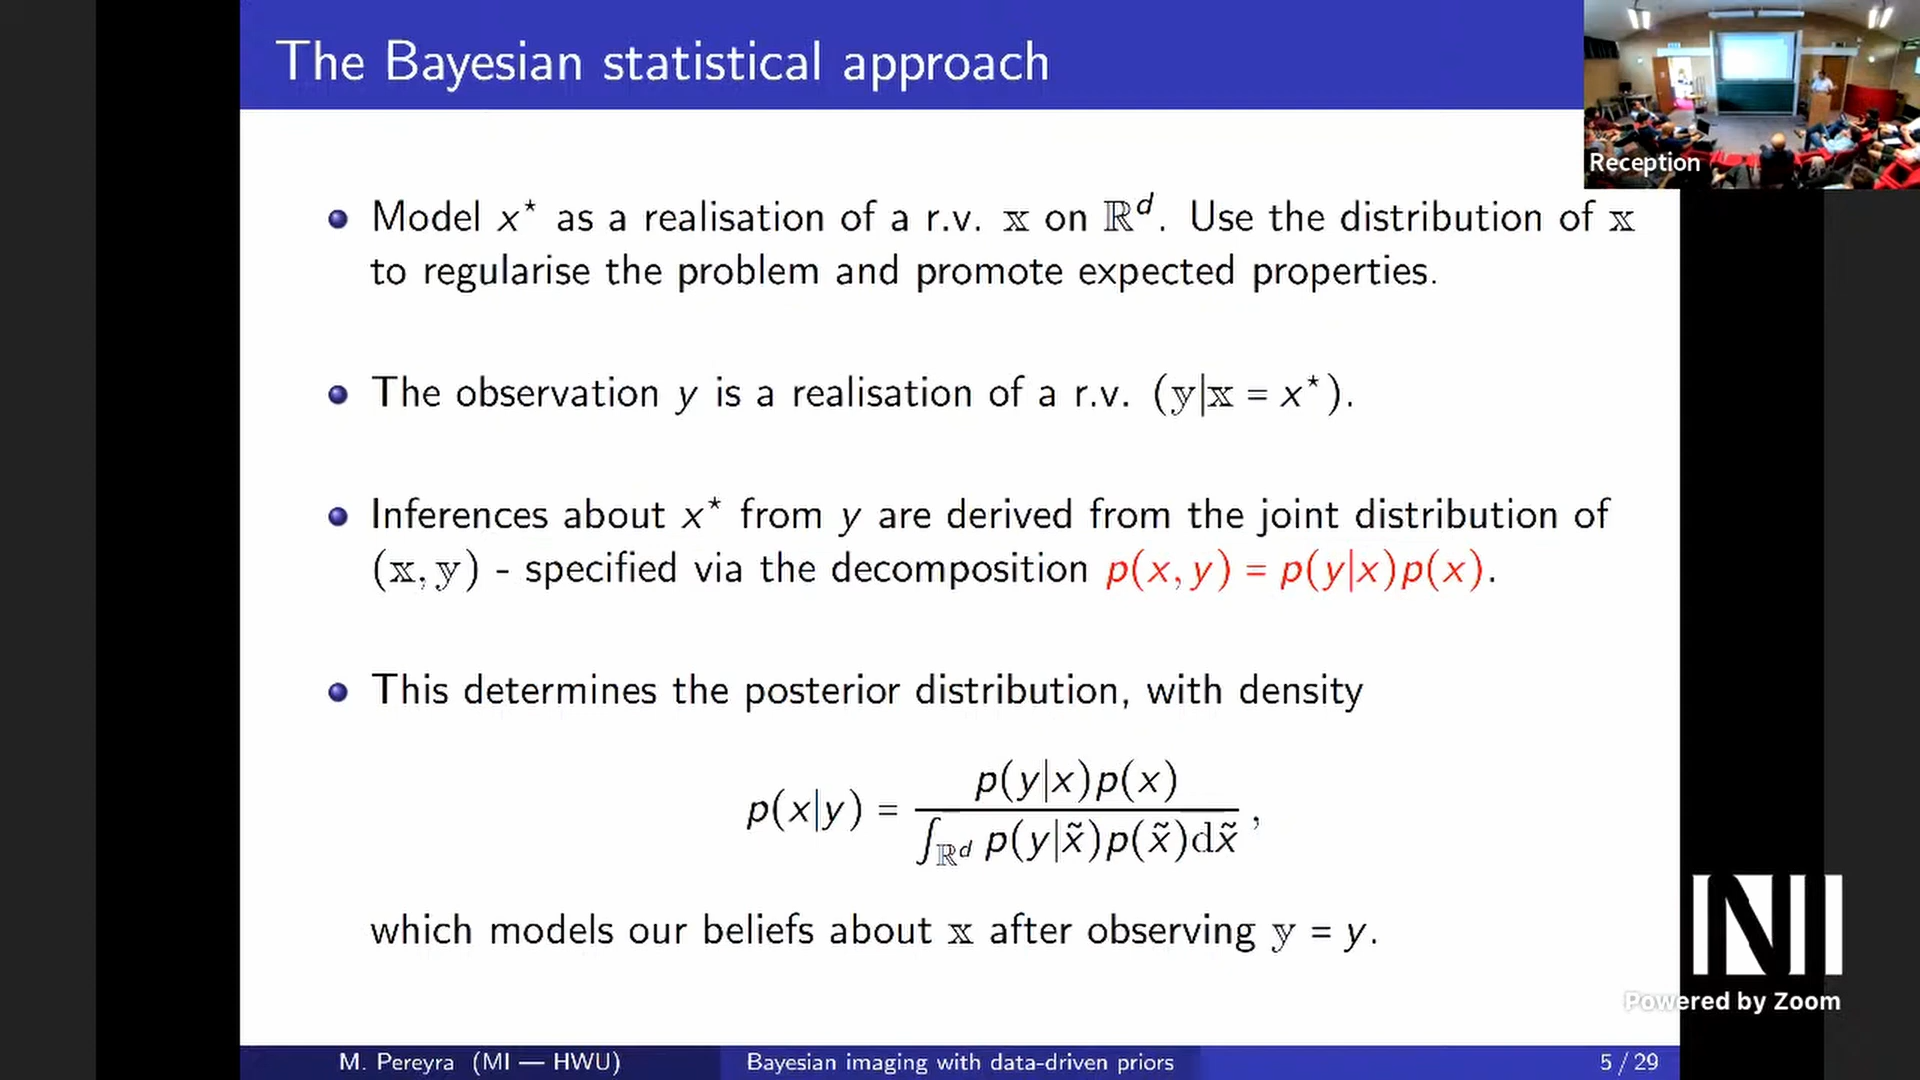 The Bayesian statistical approach
Reception
Model x⋆ as a realisation of a r.v. 𝕩 on ℝᵈ. Use the distribution of 𝕩
to regularise the problem and promote expected properties.
The observation y is a realisation of a r.v. (𝕪|𝕩 = x⋆).
Inferences about x⋆ from y are derived from the joint distribution of
(𝕩, 𝕪) - specified via the decomposition p(x, y) = p(y|x)p(x).
This determines the posterior distribution, with density
p(x|y) = p(y|x)p(x) / ∫_ℝᵈ p(y|x̃)p(x̃)dx̃ ,
which models our beliefs about 𝕩 after observing 𝕪 = y.
NI
Powered by Zoom
M. Pereyra (MI — HWU)
Bayesian imaging with data-driven priors
5 / 29